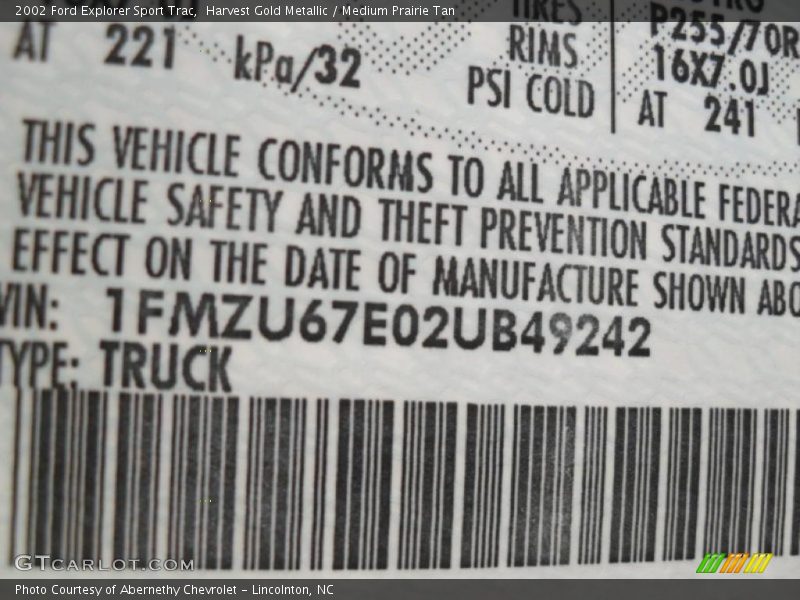 2002 Ford Explorer Sport Trac, Harvest Gold Metallic / Medium Prairie Tan
TIRES
P255/70R
RIMS
16X7.0J
AT 221 kPa/32
PSI COLD
AT 241
THIS VEHICLE CONFORMS TO ALL APPLICABLE FEDERA
VEHICLE SAFETY AND THEFT PREVENTION STANDARDS
EFFECT ON THE DATE OF MANUFACTURE SHOWN ABO
VIN: 1FMZU67E02UB49242
TYPE: TRUCK
GTCARLOT.COM
Photo Courtesy of Abernethy Chevrolet - Lincolnton, NC